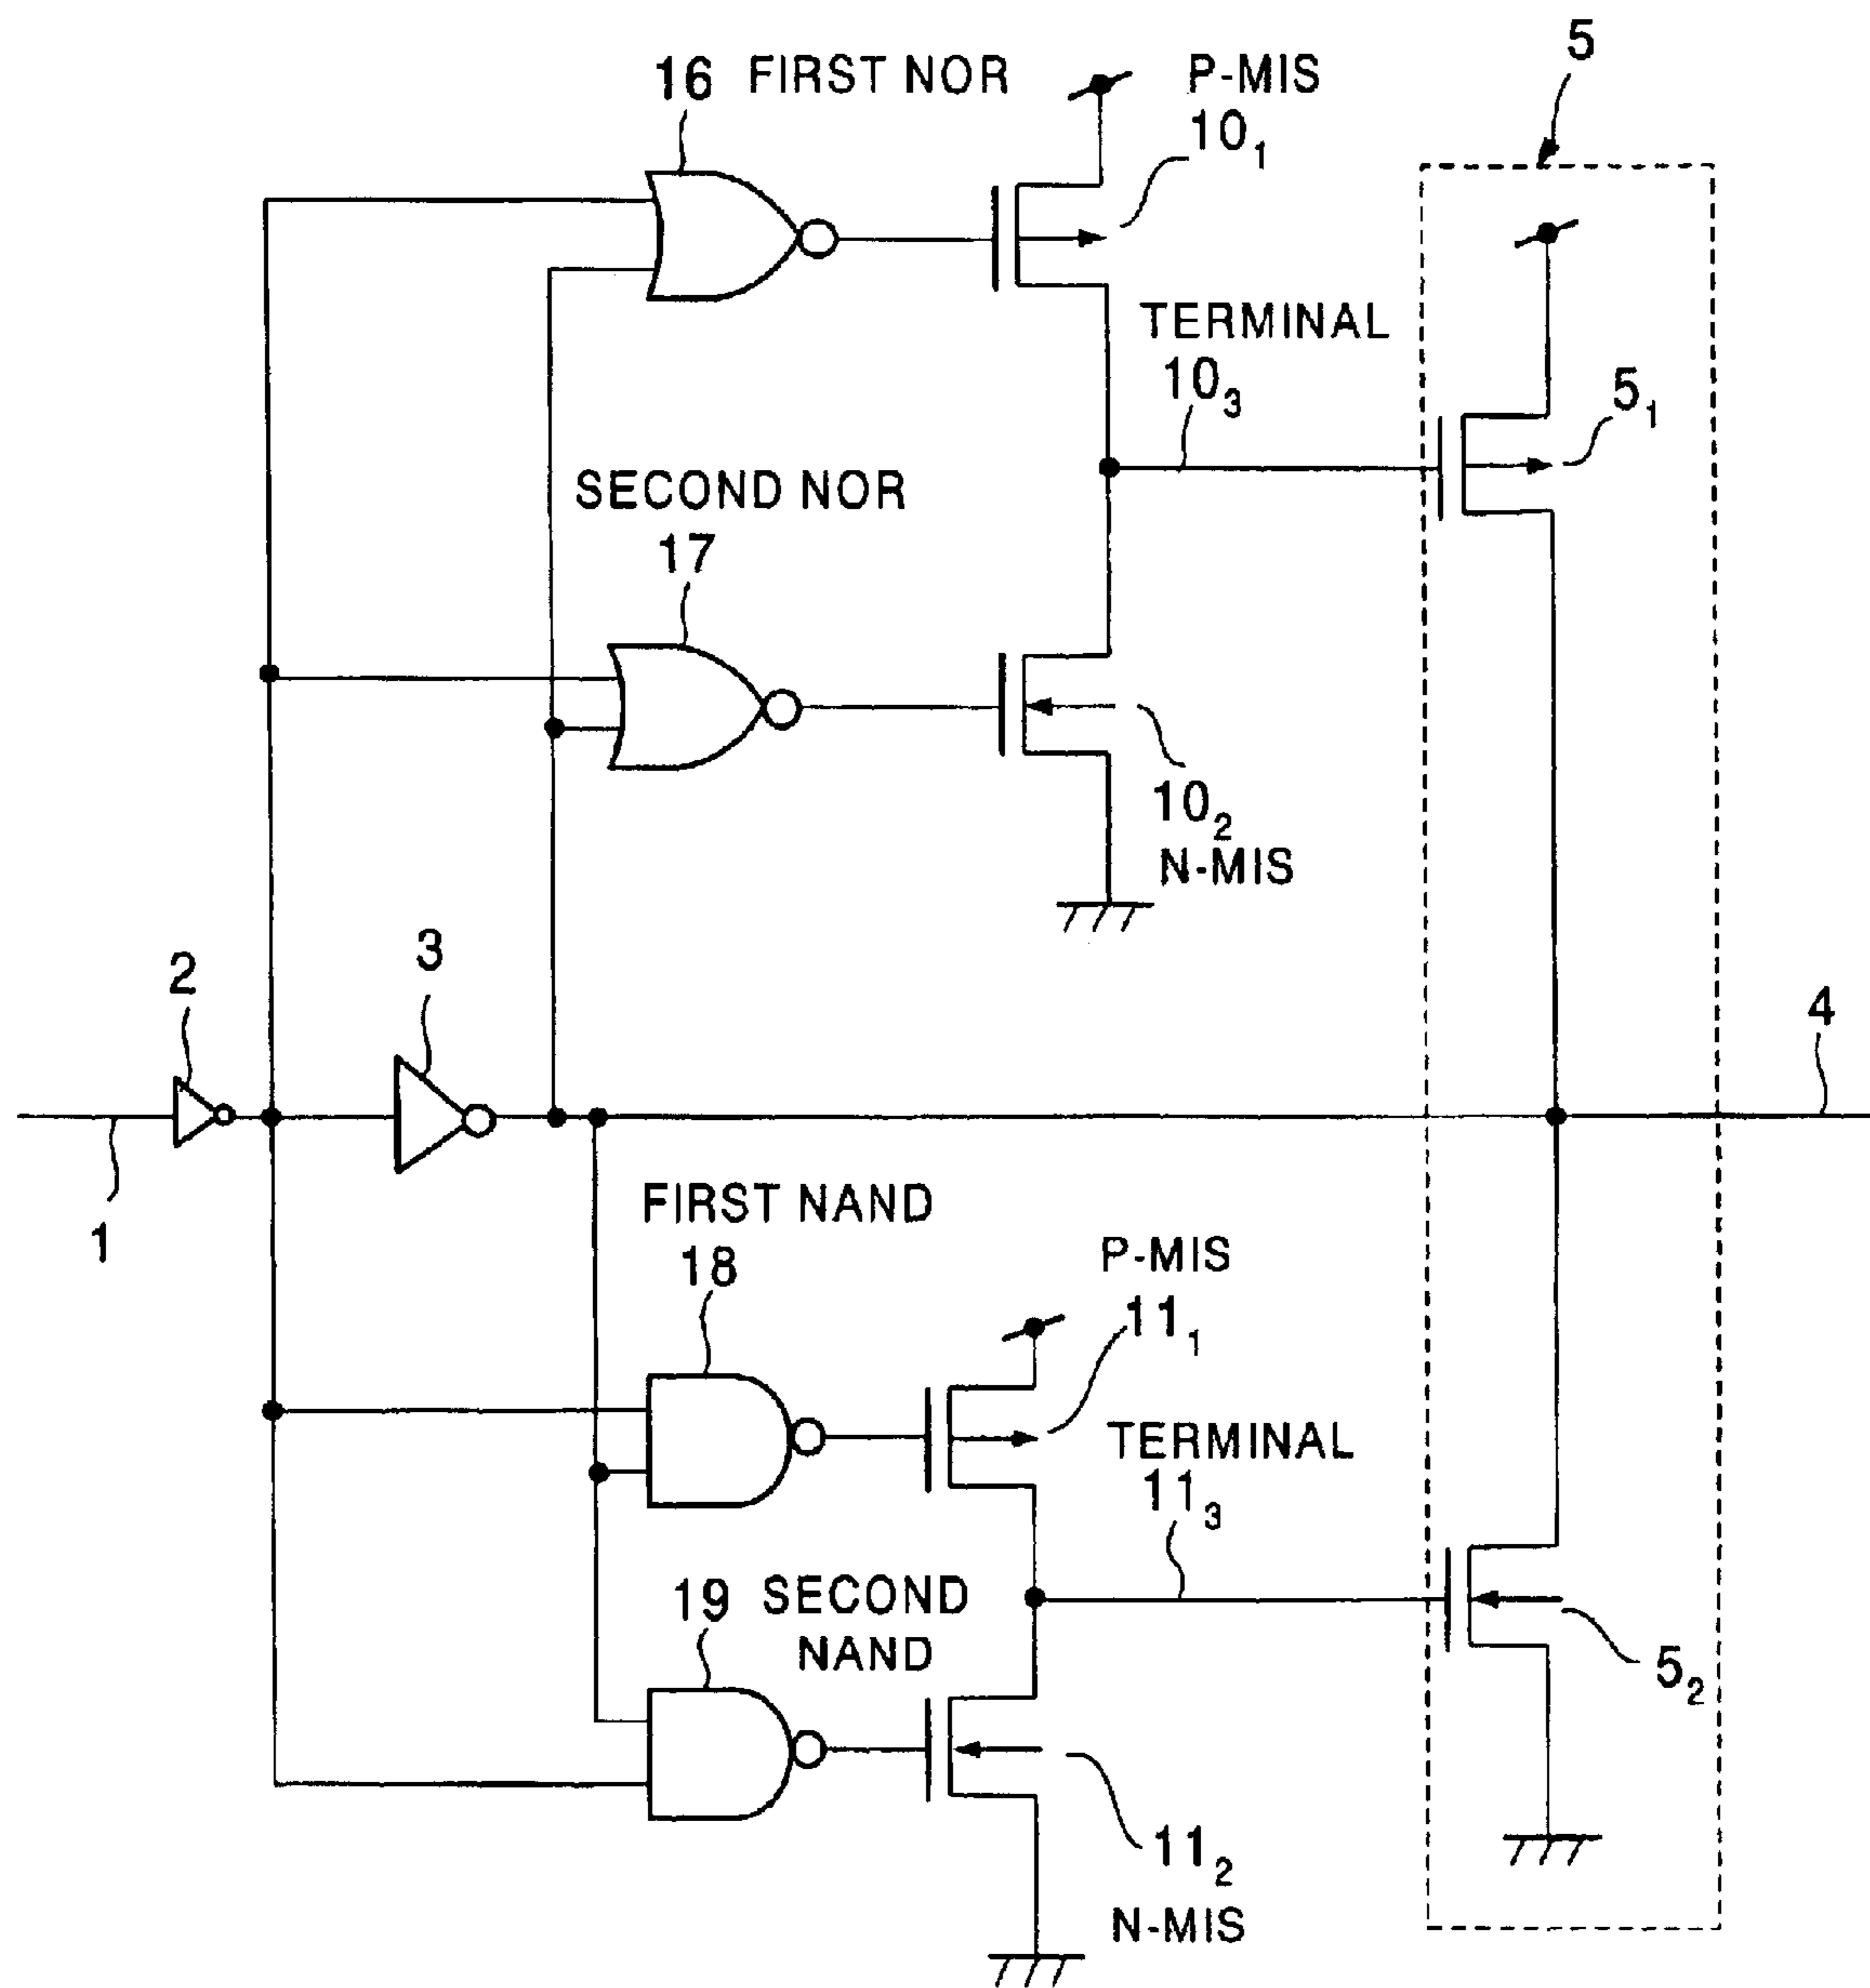 5
16 FIRST NOR
P-MIS
10₁
TERMINAL
10₃
5₁
SECOND NOR
17
10₂
N-MIS
2
3
4
1
FIRST NAND
18
P-MIS
11₁
TERMINAL
11₃
19 SECOND
NAND
5₂
11₂
N-MIS